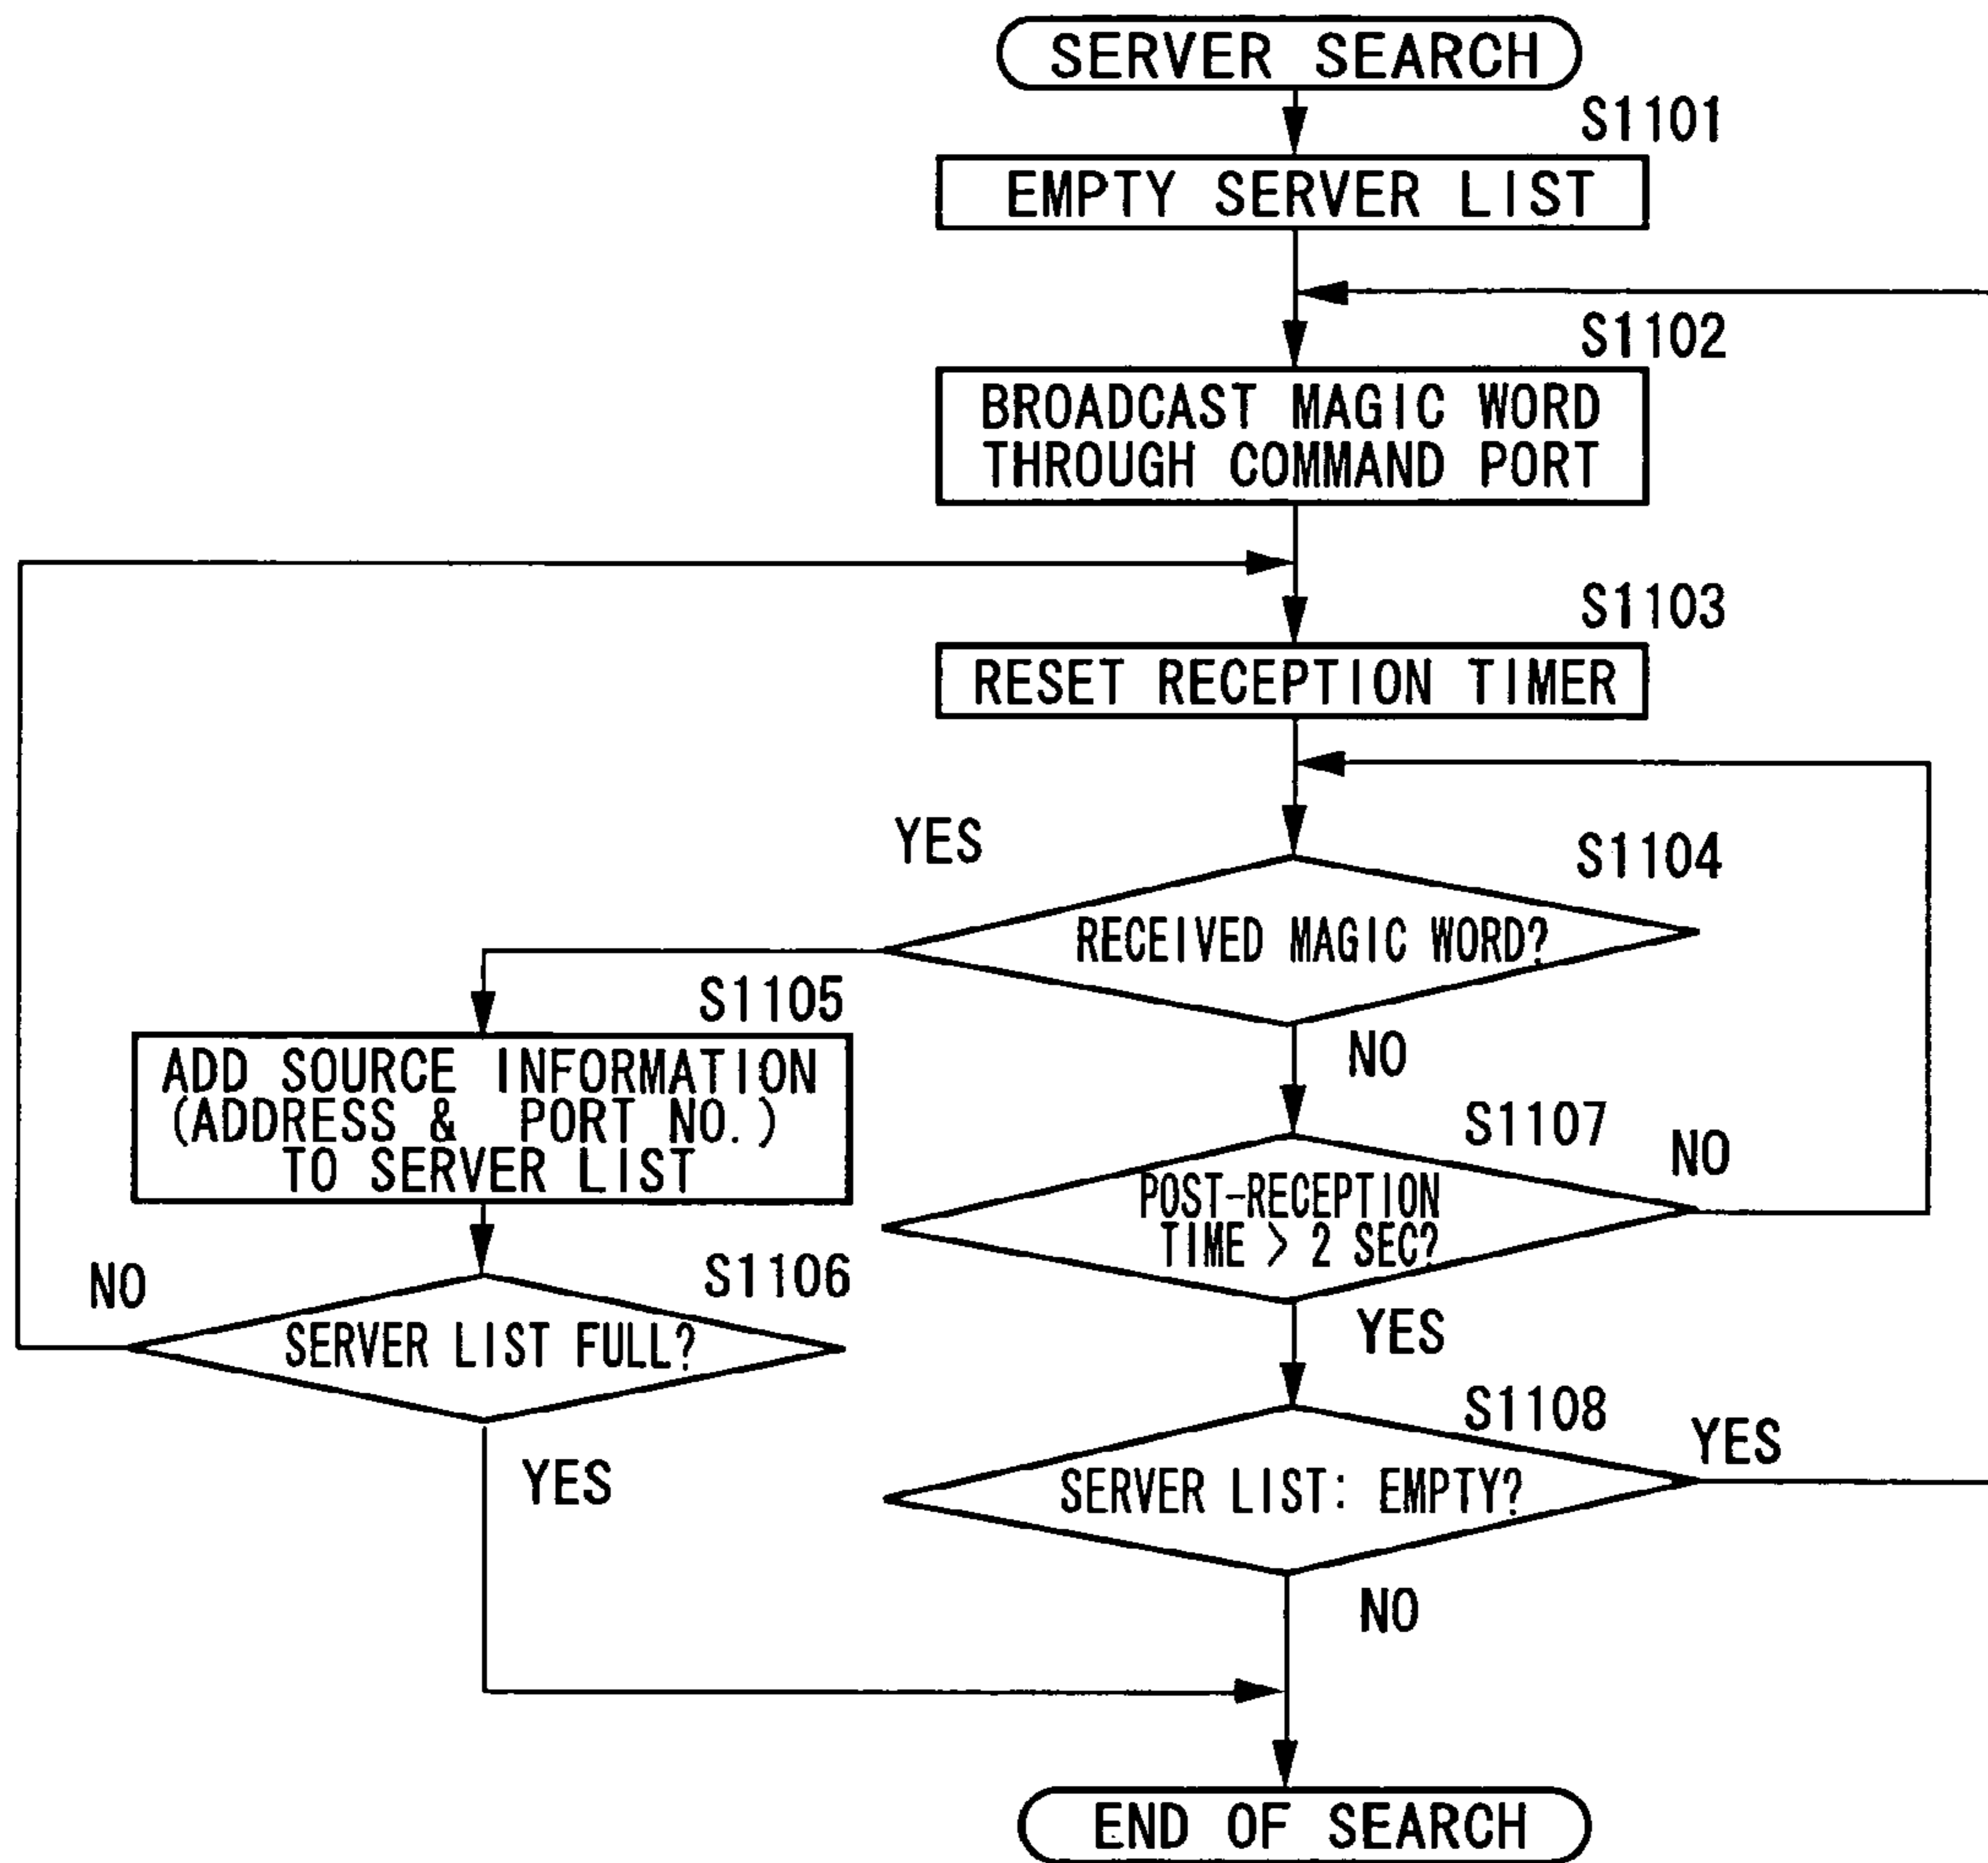 SERVER SEARCH
S1101
EMPTY SERVER LIST
S1102
BROADCAST MAGIC WORD
THROUGH COMMAND PORT
S1103
RESET RECEPTION TIMER
YES
S1104
RECEIVED MAGIC WORD?
S1105
NO
ADD SOURCE INFORMATION
(ADDRESS & PORT NO.)
TO SERVER LIST
S1107
NO
POST-RECEPTION
TIME > 2 SEC?
NO
S1106
SERVER LIST FULL?
YES
S1108
YES
YES
SERVER LIST: EMPTY?
NO
END OF SEARCH